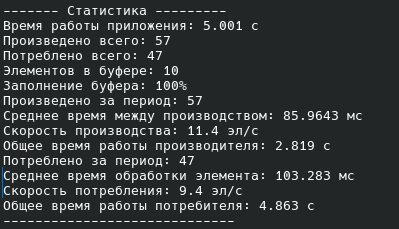 ------- Статистика ---------
Время работы приложения: 5.001 с
Произведено всего: 57
Потреблено всего: 47
Элементов в буфере: 10
Заполнение буфера: 100%
Произведено за период: 57
Среднее время между производством: 85.9643 мс
Скорость производства: 11.4 эл/с
Общее время работы производителя: 2.819 с
Потреблено за период: 47
Среднее время обработки элемента: 103.283 мс
Скорость потребления: 9.4 эл/с
Общее время работы потребителя: 4.863 с
-----------------------------